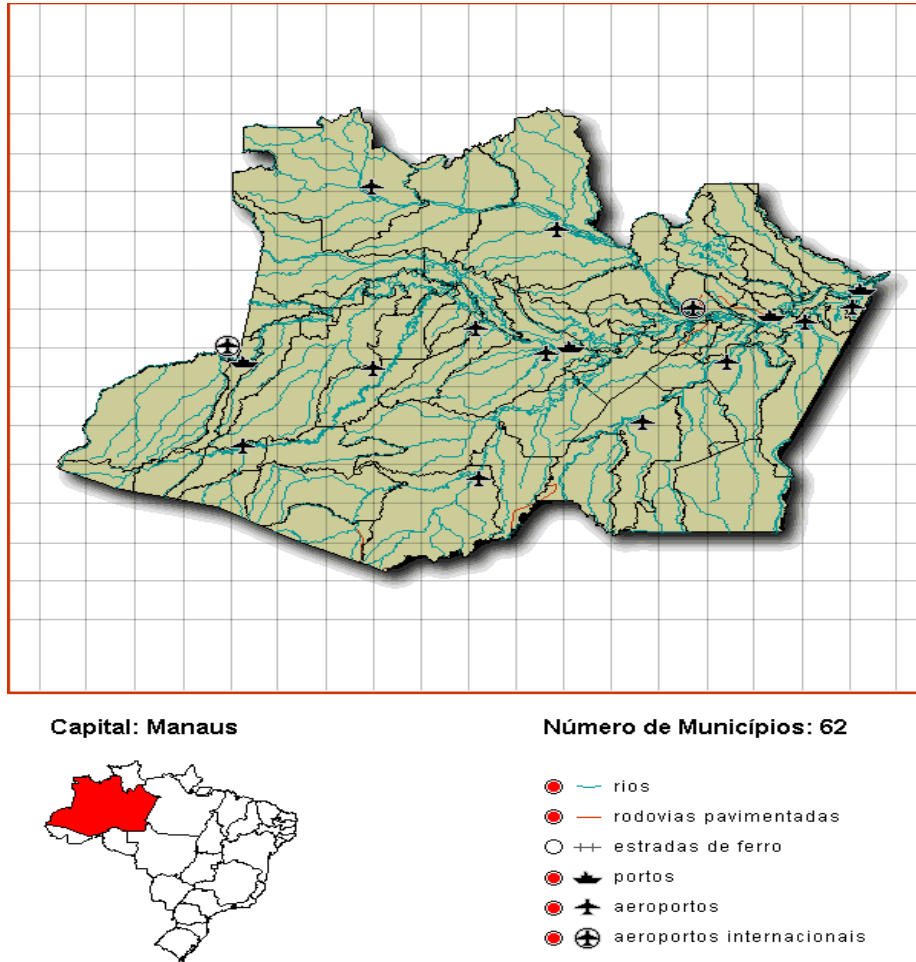 Capital: Manaus
Número de Municípios: 62
rios
rodovias pavimentadas
estradas de ferro
portos
aeroportos
aeroportos internacionais